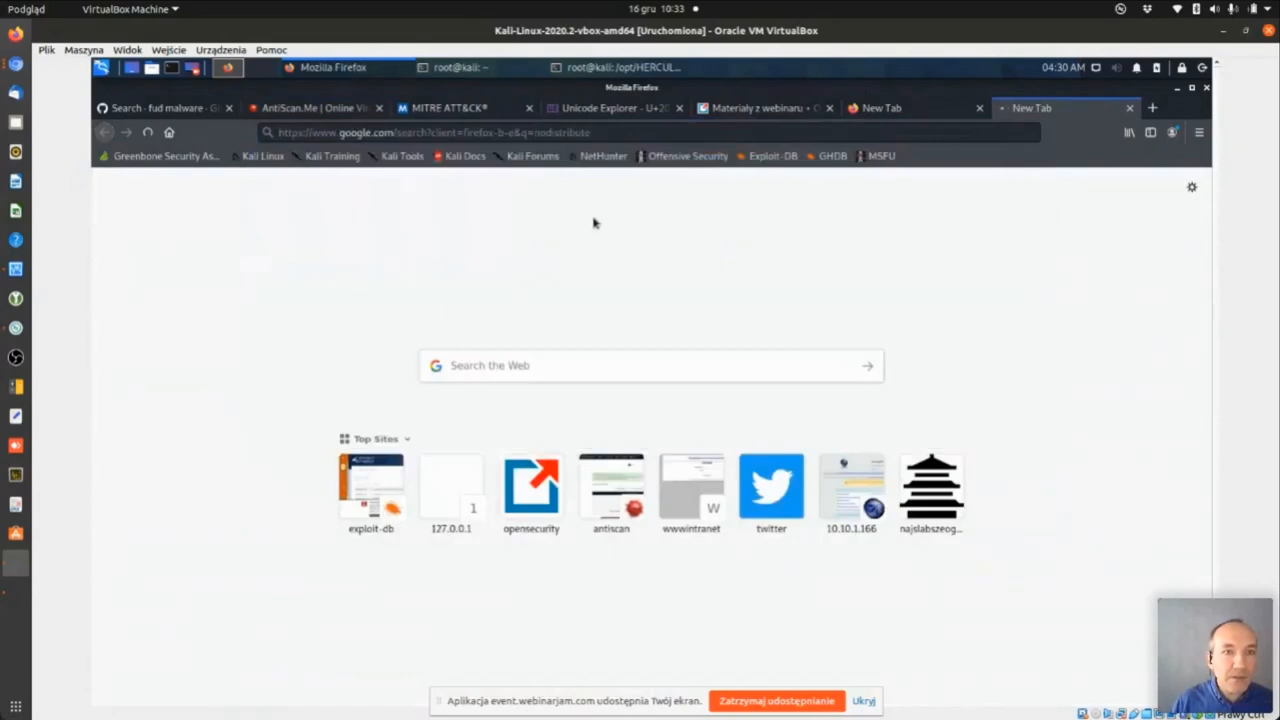 Podgląd VirtualBox Machine 16 gru 10:33
Kali-Linux-2020.2-vbox-amd64 [Uruchomiona] - Oracle VM VirtualBox
Plik Maszyna Widok Wejście Urządzenia Pomoc
Mozilla Firefox root@kali: ~ root@kali: /opt/HERCUL... 04:30 AM
Mozilla Firefox
Search · fud malware · G AntiScan.Me | Online Vi MITRE ATT&CK® Unicode Explorer - U+20 Materiały z webinaru • O New Tab New Tab
https://www.google.com/search?client=firefox-b-e&q=nodistribute
Greenbone Security As... Kali Linux Kali Training Kali Tools Kali Docs Kali Forums NetHunter Offensive Security Exploit-DB GHDB MSFU
Search the Web
Top Sites
1 W
exploit-db 127.0.0.1 opensecurity antiscan wwwintranet twitter 10.10.1.166 najslabszeog...
Aplikacja event.webinarjam.com udostępnia Twój ekran. Zatrzymaj udostępnianie Ukryj
Prawy Ctrl